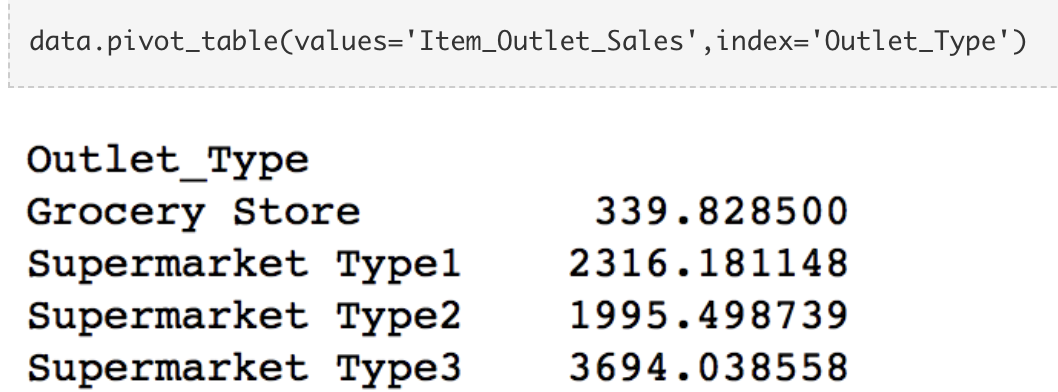 data.pivot_table(values='Item_Outlet_Sales',index='Outlet_Type')
Outlet_Type
Grocery Store 339.828500
Supermarket Type1 2316.181148
Supermarket Type2 1995.498739
Supermarket Type3 3694.038558